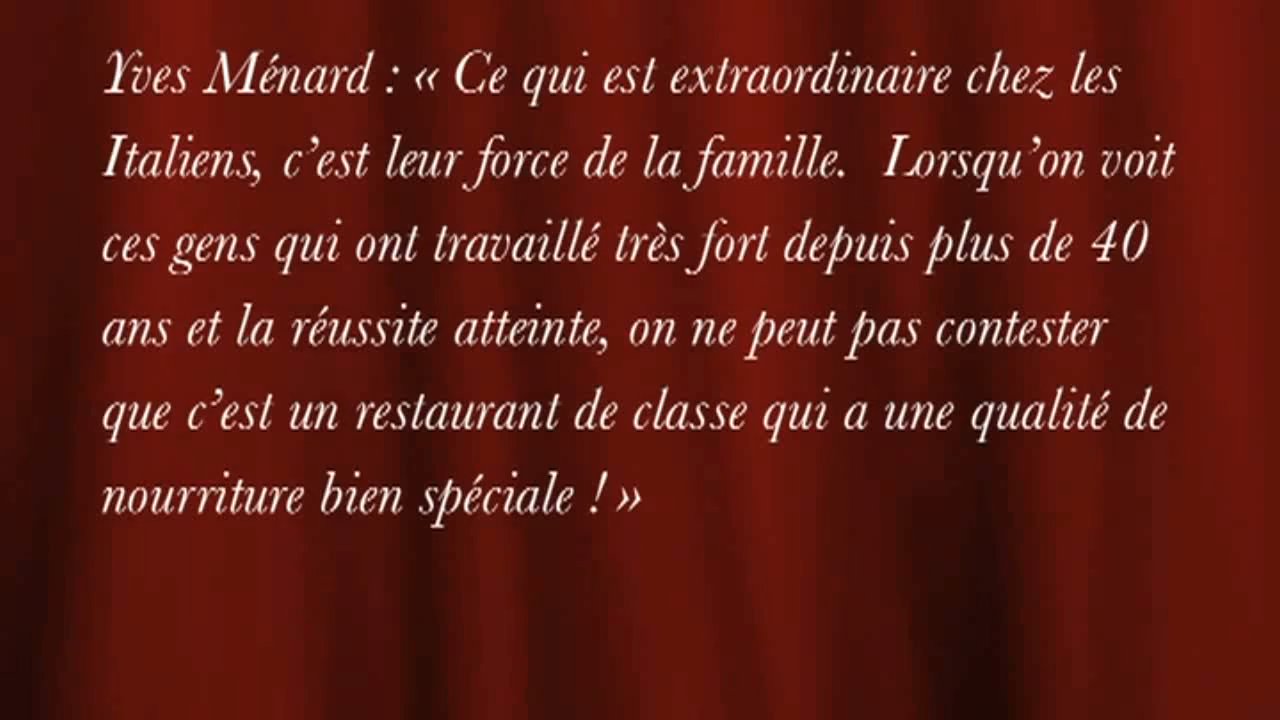 Yves Ménard : « Ce qui est extraordinaire chez les
Italiens, c’est leur force de la famille.  Lorsqu’on voit
ces gens qui ont travaillé très fort depuis plus de 40
ans et la réussite atteinte, on ne peut pas contester
que c’est un restaurant de classe qui a une qualité de
nourriture bien spéciale ! »